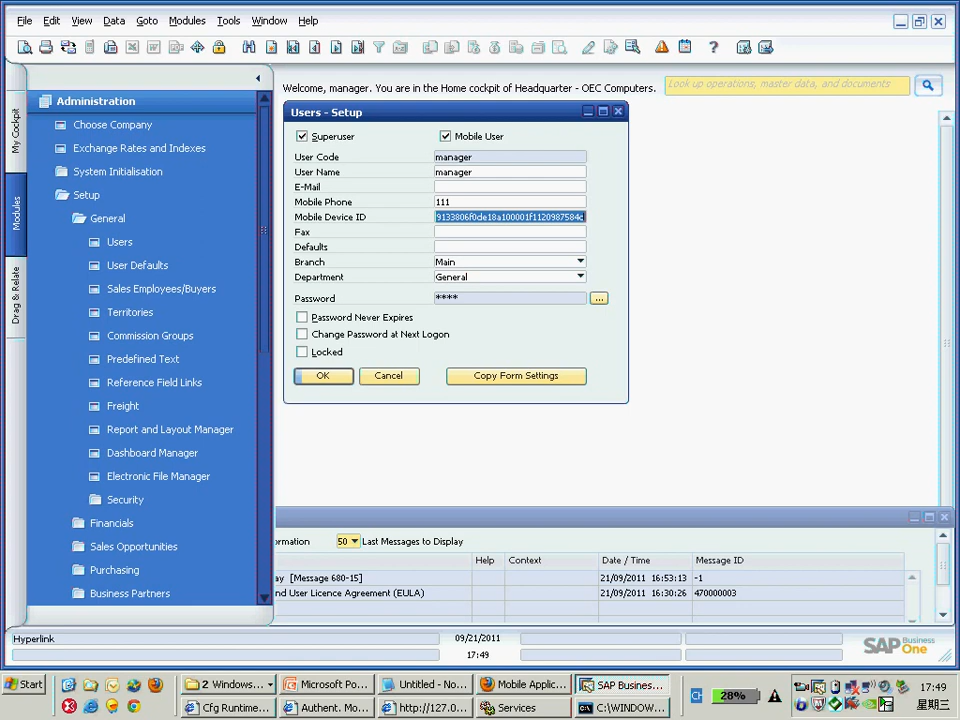 File Edit View Data Goto Modules Tools Window Help
Welcome, manager. You are in the Home cockpit of Headquarter - OEC Computers.
Look up operations, master data, and documents
My Cockpit
Modules
Drag & Relate
Administration
Choose Company
Exchange Rates and Indexes
System Initialisation
Setup
General
Users
User Defaults
Sales Employees/Buyers
Territories
Commission Groups
Predefined Text
Reference Field Links
Freight
Report and Layout Manager
Dashboard Manager
Electronic File Manager
Security
Financials
Sales Opportunities
Purchasing
Business Partners
Users - Setup
Superuser Mobile User
User Code manager
User Name manager
E-Mail
Mobile Phone 111
Mobile Device ID 9133806f0de18a100001f1120987584c
Fax
Defaults
Branch Main
Department General
Password **** ...
Password Never Expires
Change Password at Next Logon
Locked
OK Cancel Copy Form Settings
ormation 50 Last Messages to Display
Help Context Date / Time Message ID
ay [Message 680-15] 21/09/2011 16:53:13 -1
nd User Licence Agreement (EULA) 21/09/2011 16:30:26 470000003
Hyperlink 09/21/2011
17:49
SAP Business One
Start 2 Windows... Microsoft Po... Untitled - No... Mobile Applic... SAP Busines... 28% 17:49
Cfg Runtime... Authent. Mo... http://127.0... Services C:\WINDOW... 星期三